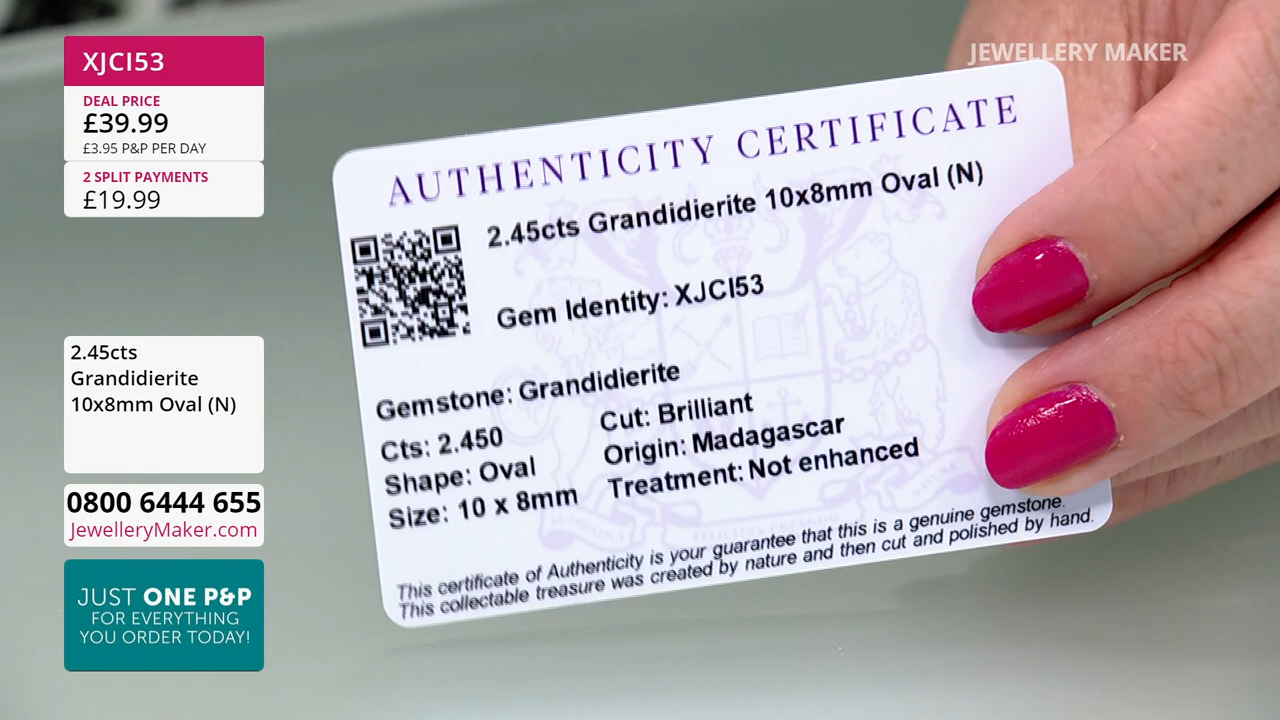 XJCI53
DEAL PRICE
£39.99
£3.95 P&P PER DAY
2 SPLIT PAYMENTS
£19.99
2.45cts
Grandidierite
10x8mm Oval (N)
0800 6444 655
JewelleryMaker.com
JUST ONE P&P
FOR EVERYTHING
YOU ORDER TODAY!
JEWELLERY MAKER
AUTHENTICITY CERTIFICATE
2.45cts Grandidierite 10x8mm Oval (N)
Gem Identity: XJCI53
Gemstone: Grandidierite
Cts: 2.450
Cut: Brilliant
Shape: Oval
Origin: Madagascar
Size: 10 x 8mm
Treatment: Not enhanced
This certificate of Authenticity is your guarantee that this is a genuine gemstone.
This collectable treasure was created by nature and then cut and polished by hand.